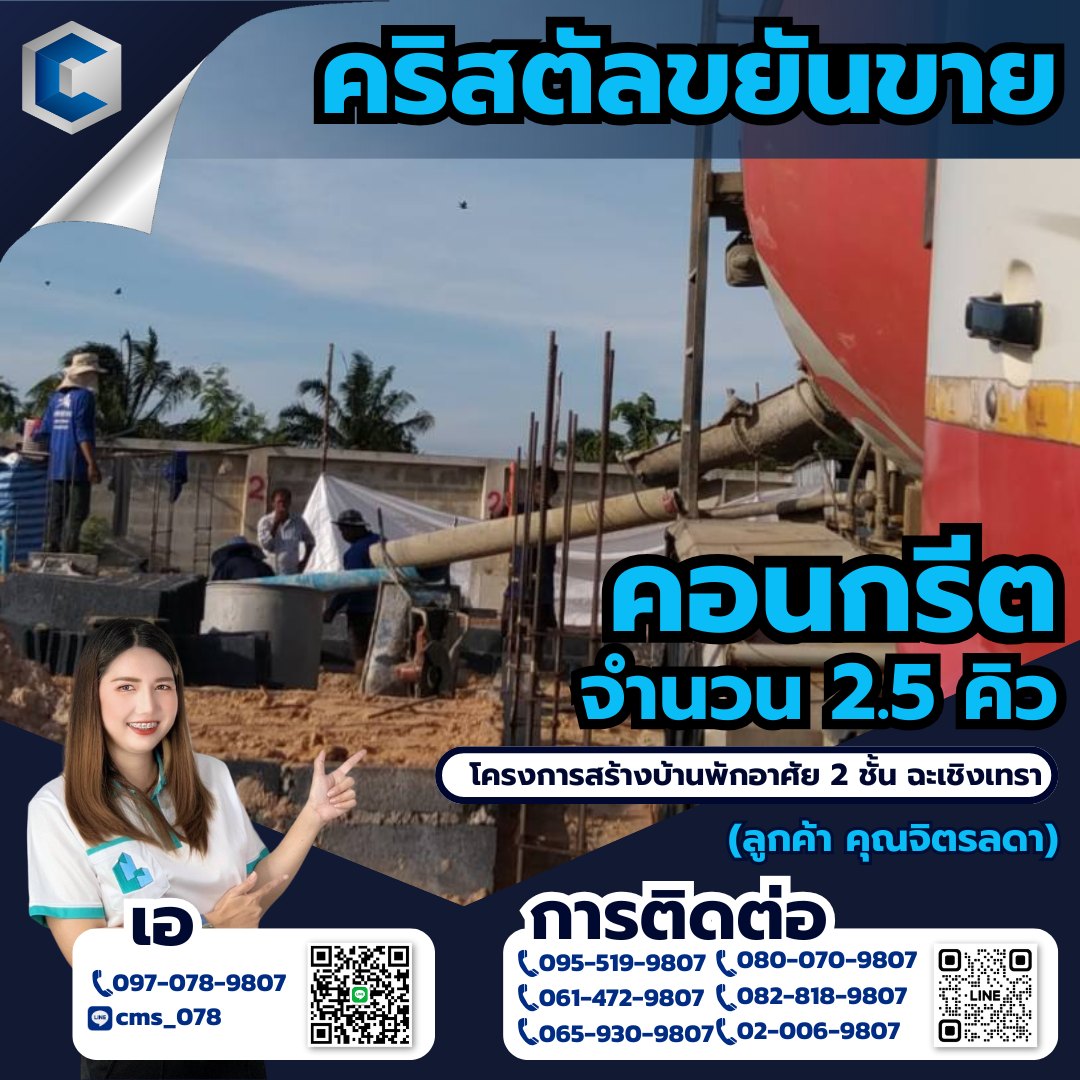 คริสตัลขยันขาย
2
2
คอนกรีต
จำนวน 2.5 คิว
โครงการสร้างบ้านพักอาศัย 2 ชั้น ฉะเชิงเทรา
(ลูกค้า คุณจิตรลดา)
เอ
097-078-9807
LINE cms_078
การติดต่อ
095-519-9807 080-070-9807
061-472-9807 082-818-9807
065-930-9807 02-006-9807
LINE